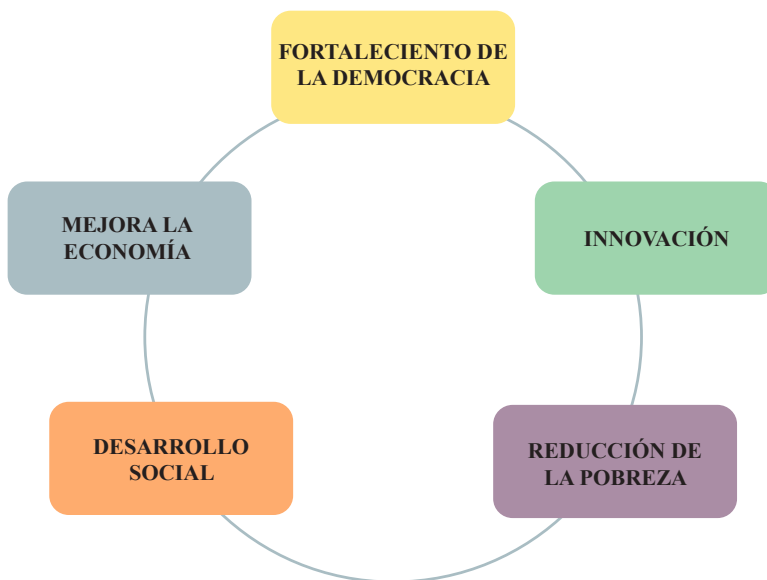 FORTALECIENTO DE
LA DEMOCRACIA
MEJORA LA
ECONOMÍA
INNOVACIÓN
DESARROLLO
SOCIAL
REDUCCIÓN DE
LA POBREZA